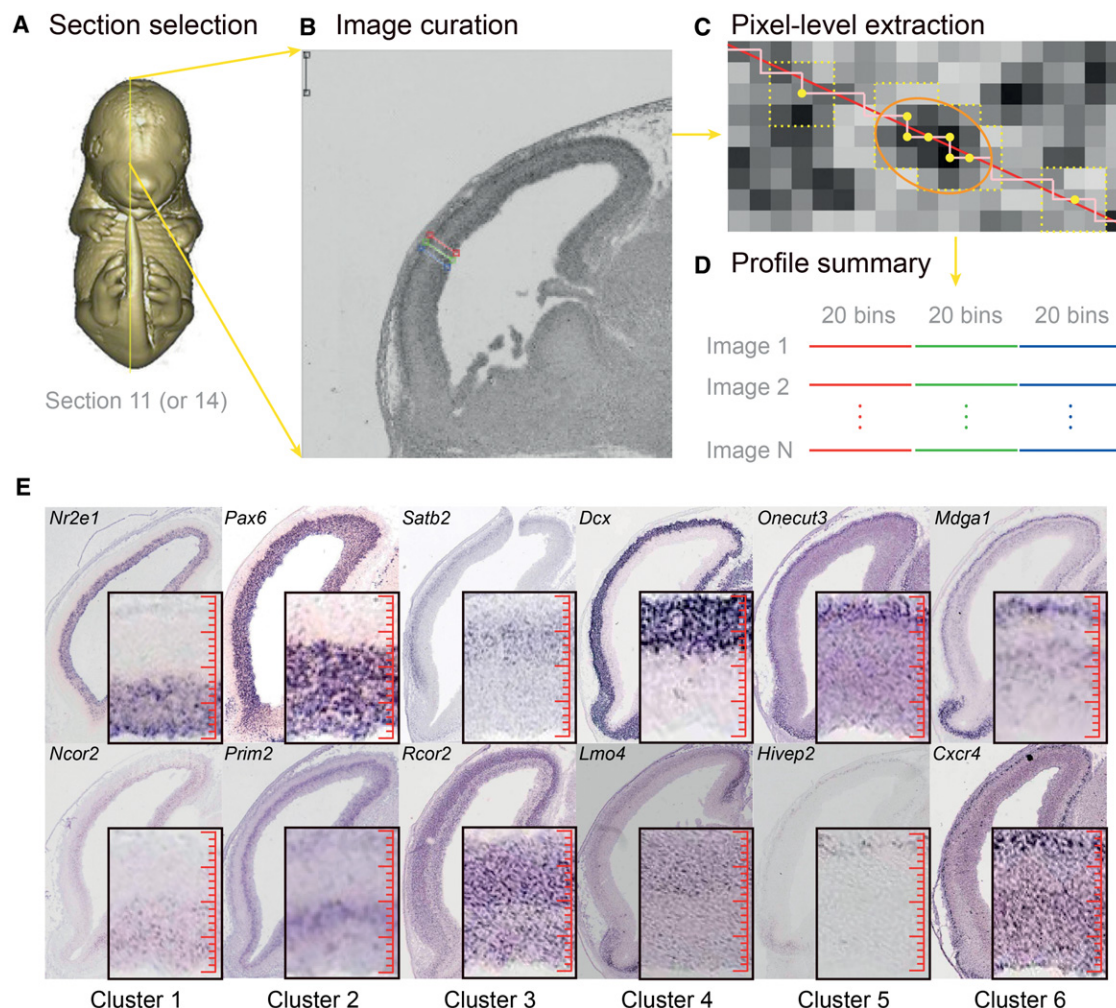 A Section selection
B Image curation
C Pixel-level extraction
Section 11 (or 14)
D Profile summary
20 bins 20 bins 20 bins
Image 1
Image 2
Image N
E
Nr2e1 Pax6 Satb2 Dcx Onecut3 Mdga1
Ncor2 Prim2 Rcor2 Lmo4 Hivep2 Cxcr4
Cluster 1 Cluster 2 Cluster 3 Cluster 4 Cluster 5 Cluster 6